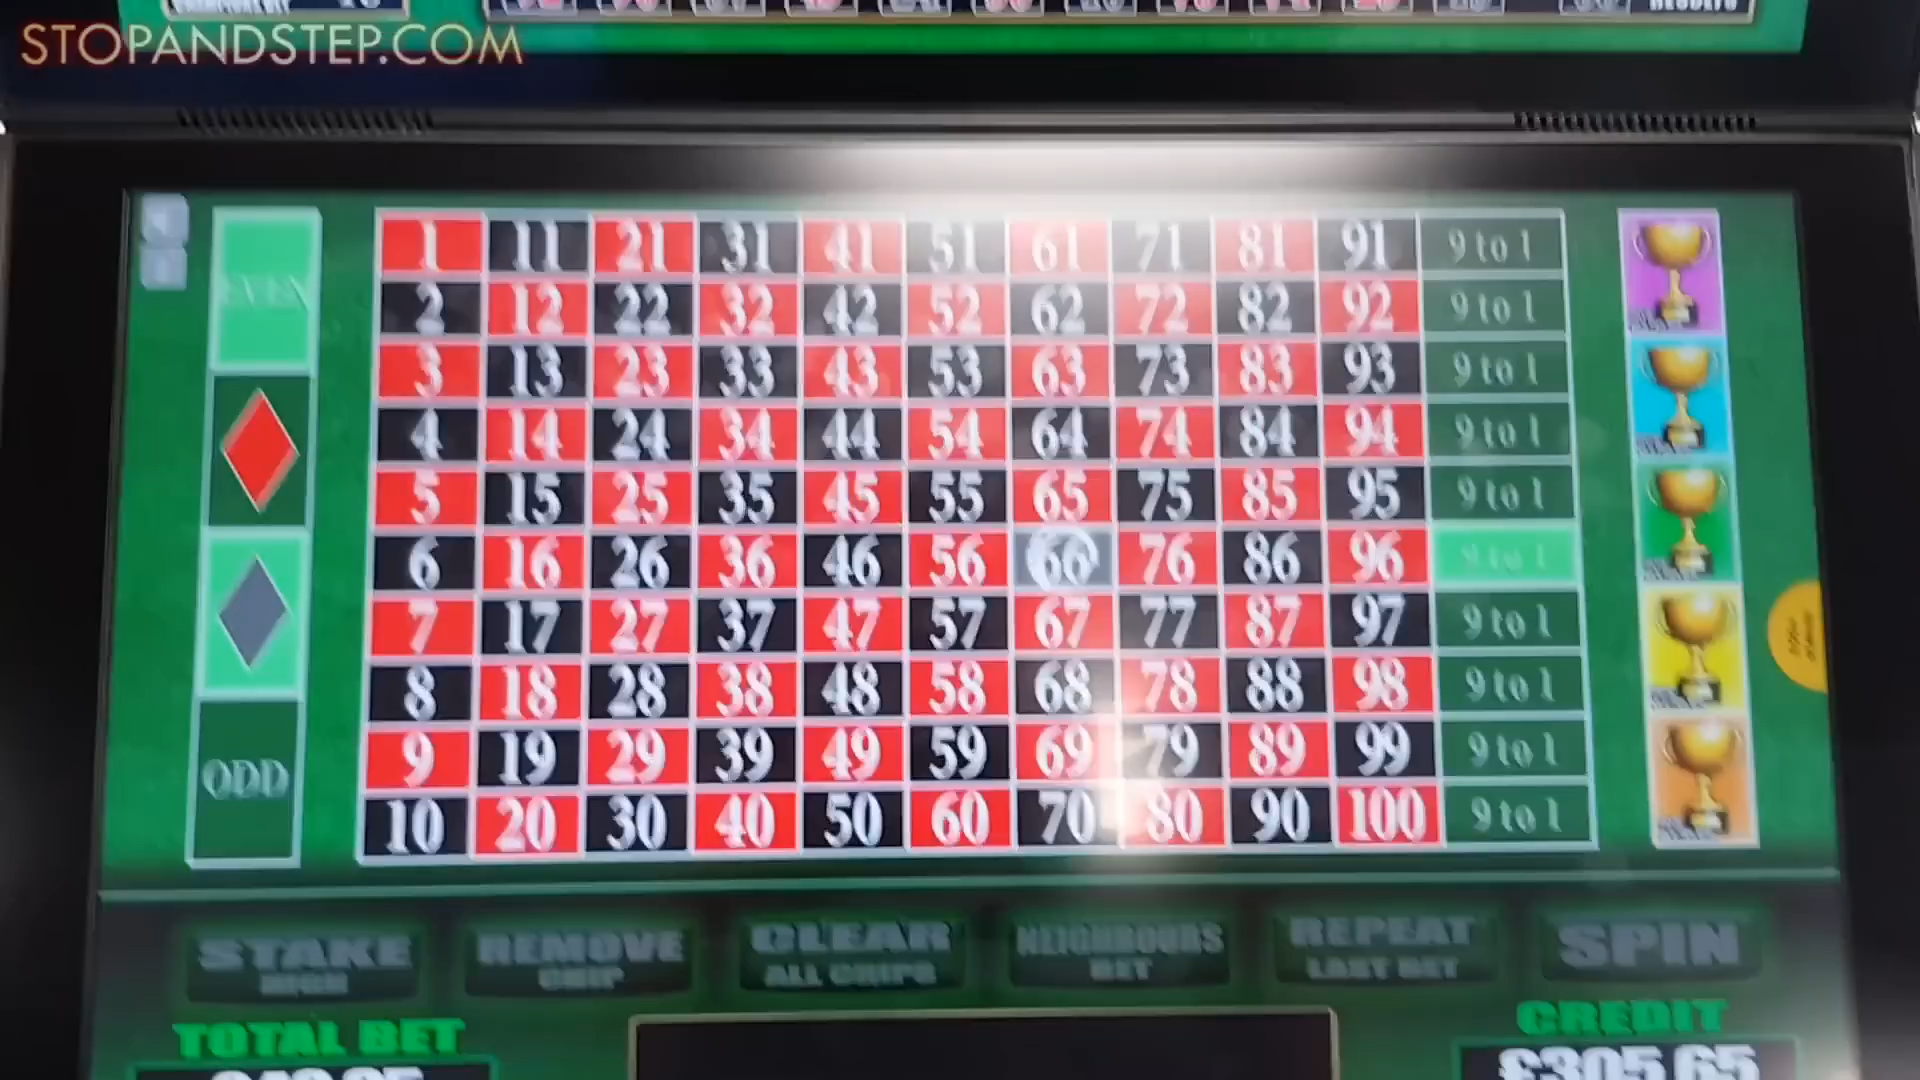 STOPANDSTEP.COM
1 11 21 31 41 51 61 71 81 91 9 to 1
EVEN
2 12 22 32 42 52 62 72 82 92 9 to 1
3 13 23 33 43 53 63 73 83 93 9 to 1
4 14 24 34 44 54 64 74 84 94 9 to 1
5 15 25 35 45 55 65 75 85 95 9 to 1
6 16 26 36 46 56 66 76 86 96 9 to 1
7 17 27 37 47 57 67 77 87 97 9 to 1
8 18 28 38 48 58 68 78 88 98 9 to 1
9 19 29 39 49 59 69 79 89 99 9 to 1
ODD
10 20 30 40 50 60 70 80 90 100 9 to 1
STAKE
REMOVE
CHIP
CLEAR
ALL CHIPS
NEIGHBOURS
BET
REPEAT
LAST BET
SPIN
TOTAL BET
CREDIT
£305.65